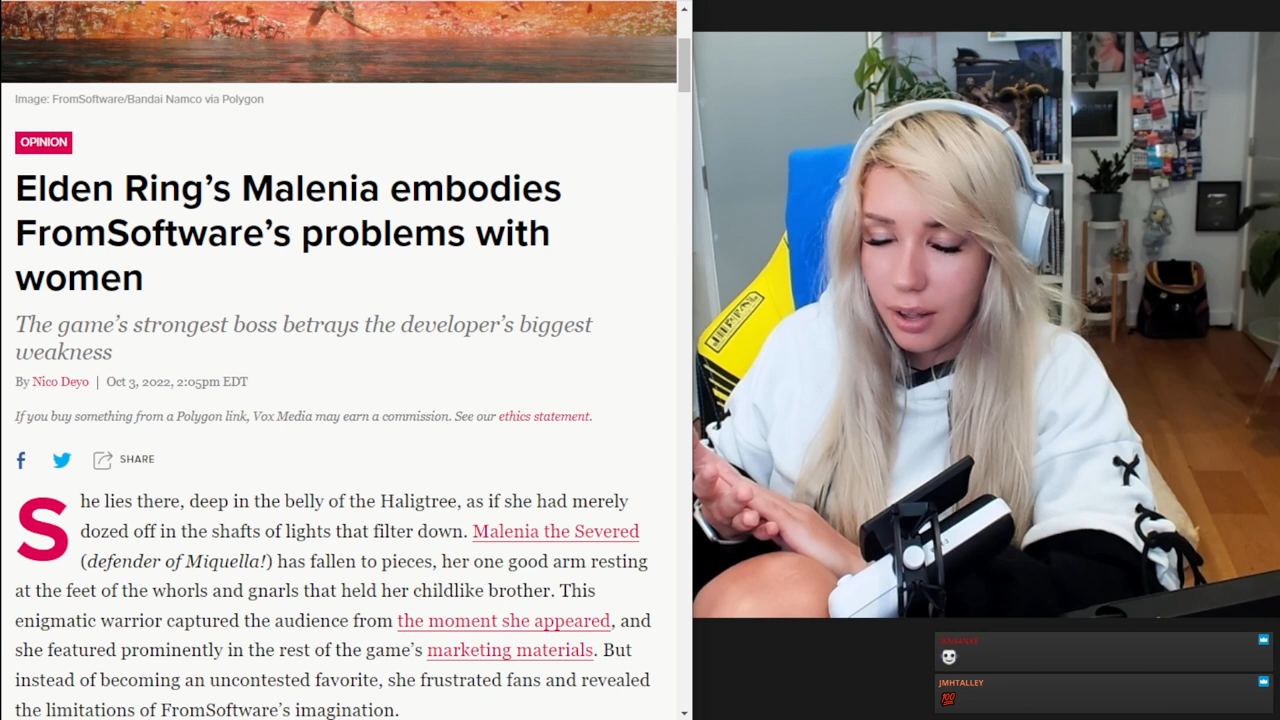 Image: FromSoftware/Bandai Namco via Polygon
OPINION
Elden Ring’s Malenia embodies
FromSoftware’s problems with
women
The game’s strongest boss betrays the developer’s biggest
weakness
By Nico Deyo | Oct 3, 2022, 2:05pm EDT
If you buy something from a Polygon link, Vox Media may earn a commission. See our ethics statement.
SHARE
She lies there, deep in the belly of the Haligtree, as if she had merely
dozed off in the shafts of lights that filter down. Malenia the Severed
(defender of Miquella!) has fallen to pieces, her one good arm resting
at the feet of the whorls and gnarls that held her childlike brother. This
enigmatic warrior captured the audience from the moment she appeared, and
she featured prominently in the rest of the game’s marketing materials. But
instead of becoming an uncontested favorite, she frustrated fans and revealed
the limitations of FromSoftware’s imagination.
JMHTALLEY
100